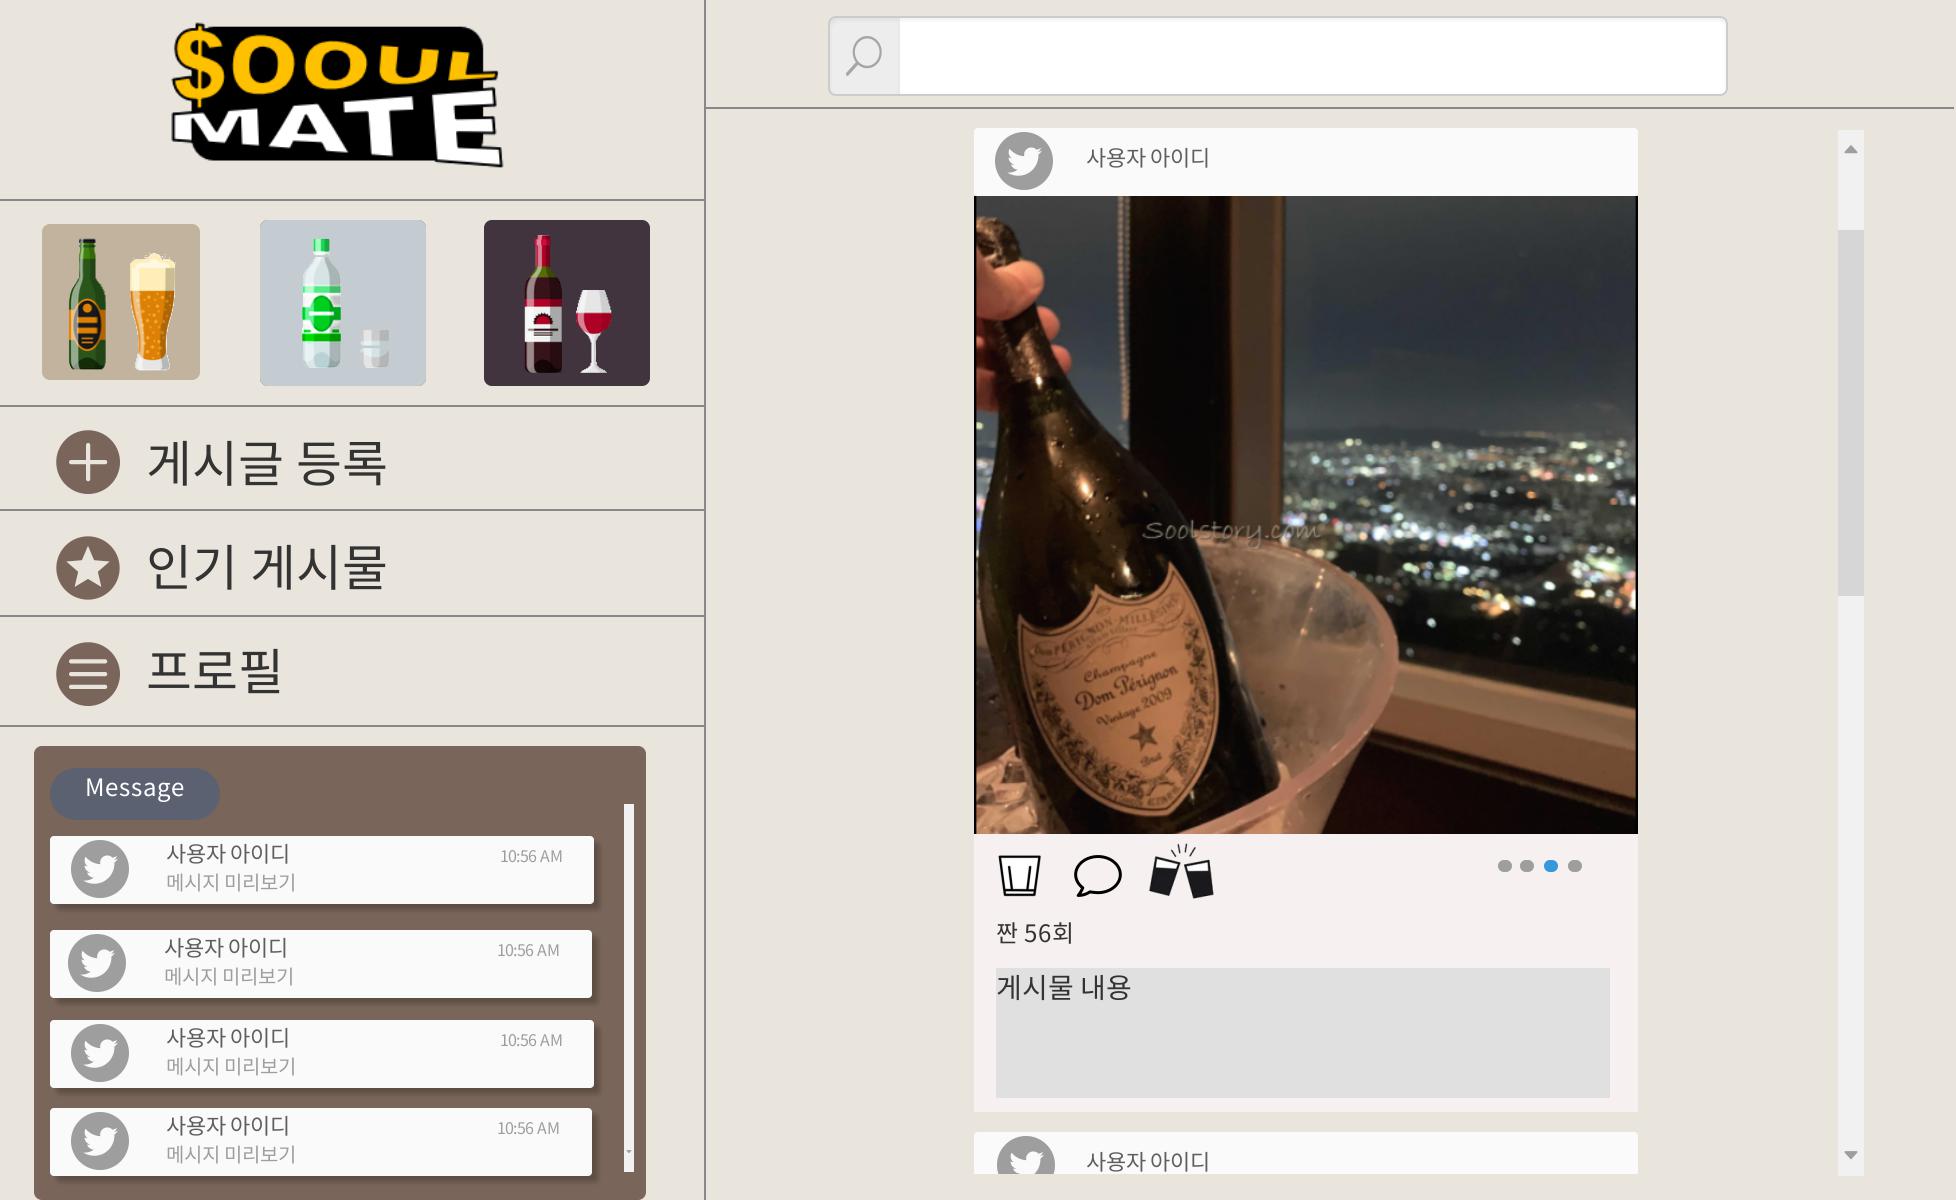 $OOUL
MATE
게시글 등록
인기 게시물
프로필
Message
사용자 아이디
10:56 AM
메시지 미리보기
사용자 아이디
10:56 AM
메시지 미리보기
사용자 아이디
10:56 AM
메시지 미리보기
사용자 아이디
10:56 AM
메시지 미리보기
사용자 아이디
Soolstory.com
Champagne
Dom Pérignon
Vintage 2009
Brut
짠 56회
게시물 내용
사용자 아이디